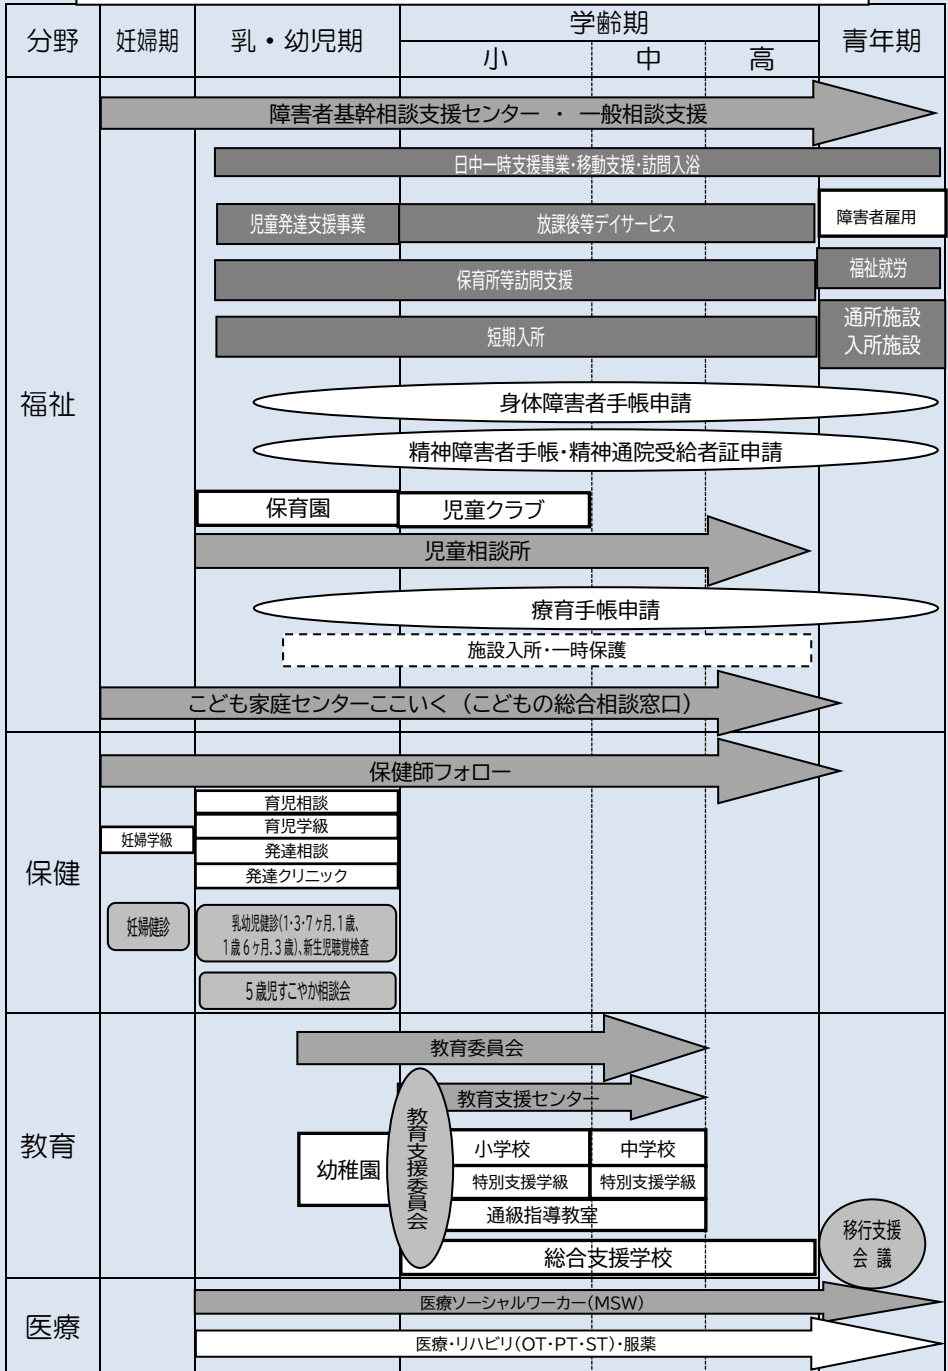 分野
妊婦期
乳・幼児期
学齢期
小
中
高
青年期
福祉
障害者基幹相談支援センター ・ 一般相談支援
日中一時支援事業・移動支援・訪問入浴
児童発達支援事業
放課後等デイサービス
障害者雇用
保育所等訪問支援
福祉就労
短期入所
通所施設
入所施設
身体障害者手帳申請
精神障害者手帳・精神通院受給者証申請
保育園
児童クラブ
児童相談所
療育手帳申請
施設入所・一時保護
こども家庭センターここいく（こどもの総合相談窓口）
保健
保健師フォロー
育児相談
育児学級
妊婦学級
発達相談
発達クリニック
妊婦健診
乳幼児健診(1・3・7ヶ月.1歳、
1歳6ヶ月.3歳)、新生児聴覚検査
5歳児すこやか相談会
教育
教育委員会
教育支援センター
教育支援委員会
幼稚園
小学校
中学校
特別支援学級
特別支援学級
通級指導教室
総合支援学校
移行支援
会 議
医療
医療ソーシャルワーカー(MSW)
医療・リハビリ(OT・PT・ST)・服薬